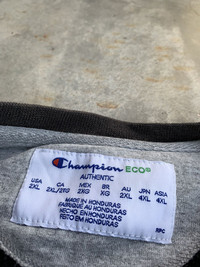 Champion ECO®
AUTHENTIC
USA CA MEX BR AU JPN ASIA
2XL 2XL/2TG 2XG XG 2XL 4XL 4XL
MADE IN HONDURAS
FABRIQUÉ AU HONDURAS
HECHO EN HONDURAS
FEITO EM HONDURAS
RPC